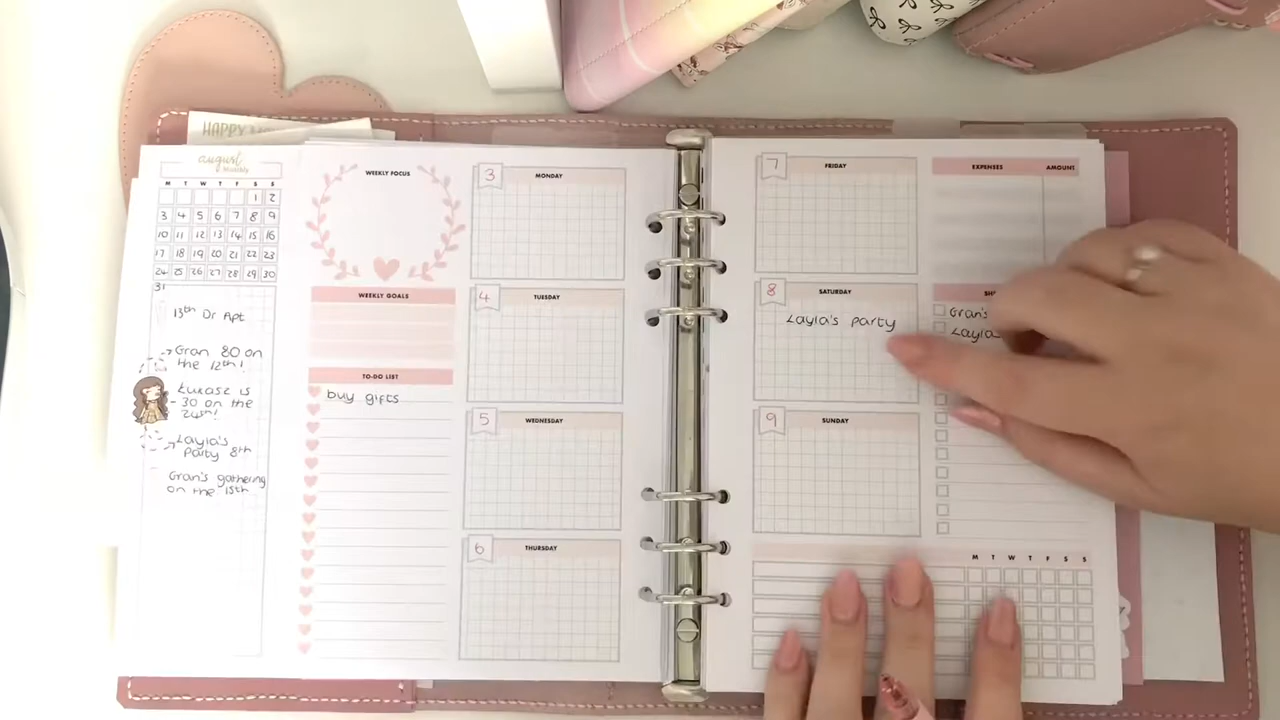 HAPPY
august
M T W T F S S
1 2
3 4 5 6 7 8 9
10 11 12 13 14 15 16
17 18 19 20 21 22 23
24 25 26 27 28 29 30
31
13th Dr Apt
Gran 80 on
the 12th!
Łukasz is
30 on the
24th!
Layla's
Party 8th
Gran's gathering
on the 15th
WEEKLY FOCUS
WEEKLY GOALS
TO-DO LIST
buy gifts
3 MONDAY
4 TUESDAY
5 WEDNESDAY
6 THURSDAY
7 FRIDAY
8 SATURDAY
Layla's party
9 SUNDAY
EXPENSES AMOUNT
Gran's
Layla
M T W T F S S